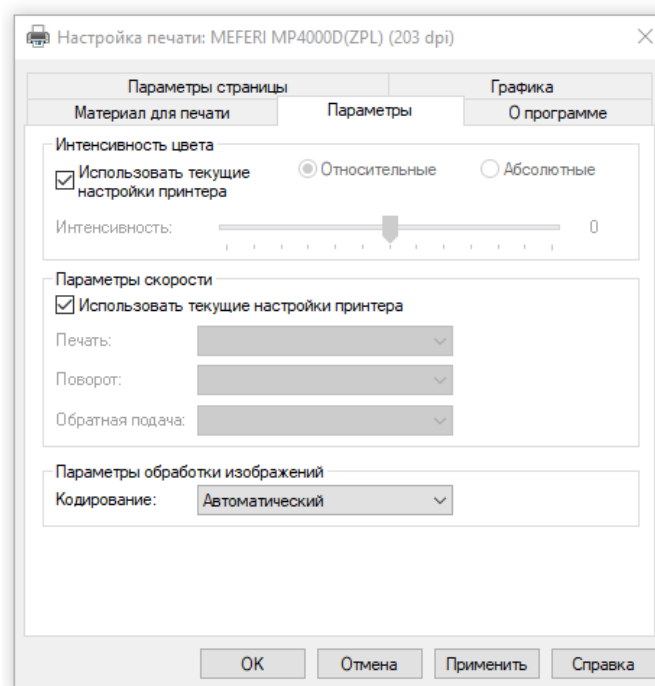 Настройка печати: MEFERI MP4000D(ZPL) (203 dpi)
Параметры страницы
Графика
Материал для печати
Параметры
О программе
Интенсивность цвета
Использовать текущие
настройки принтера
Относительные
Абсолютные
Интенсивность:
0
Параметры скорости
Использовать текущие настройки принтера
Печать:
Поворот:
Обратная подача:
Параметры обработки изображений
Кодирование:
Автоматический
OK
Отмена
Применить
Справка